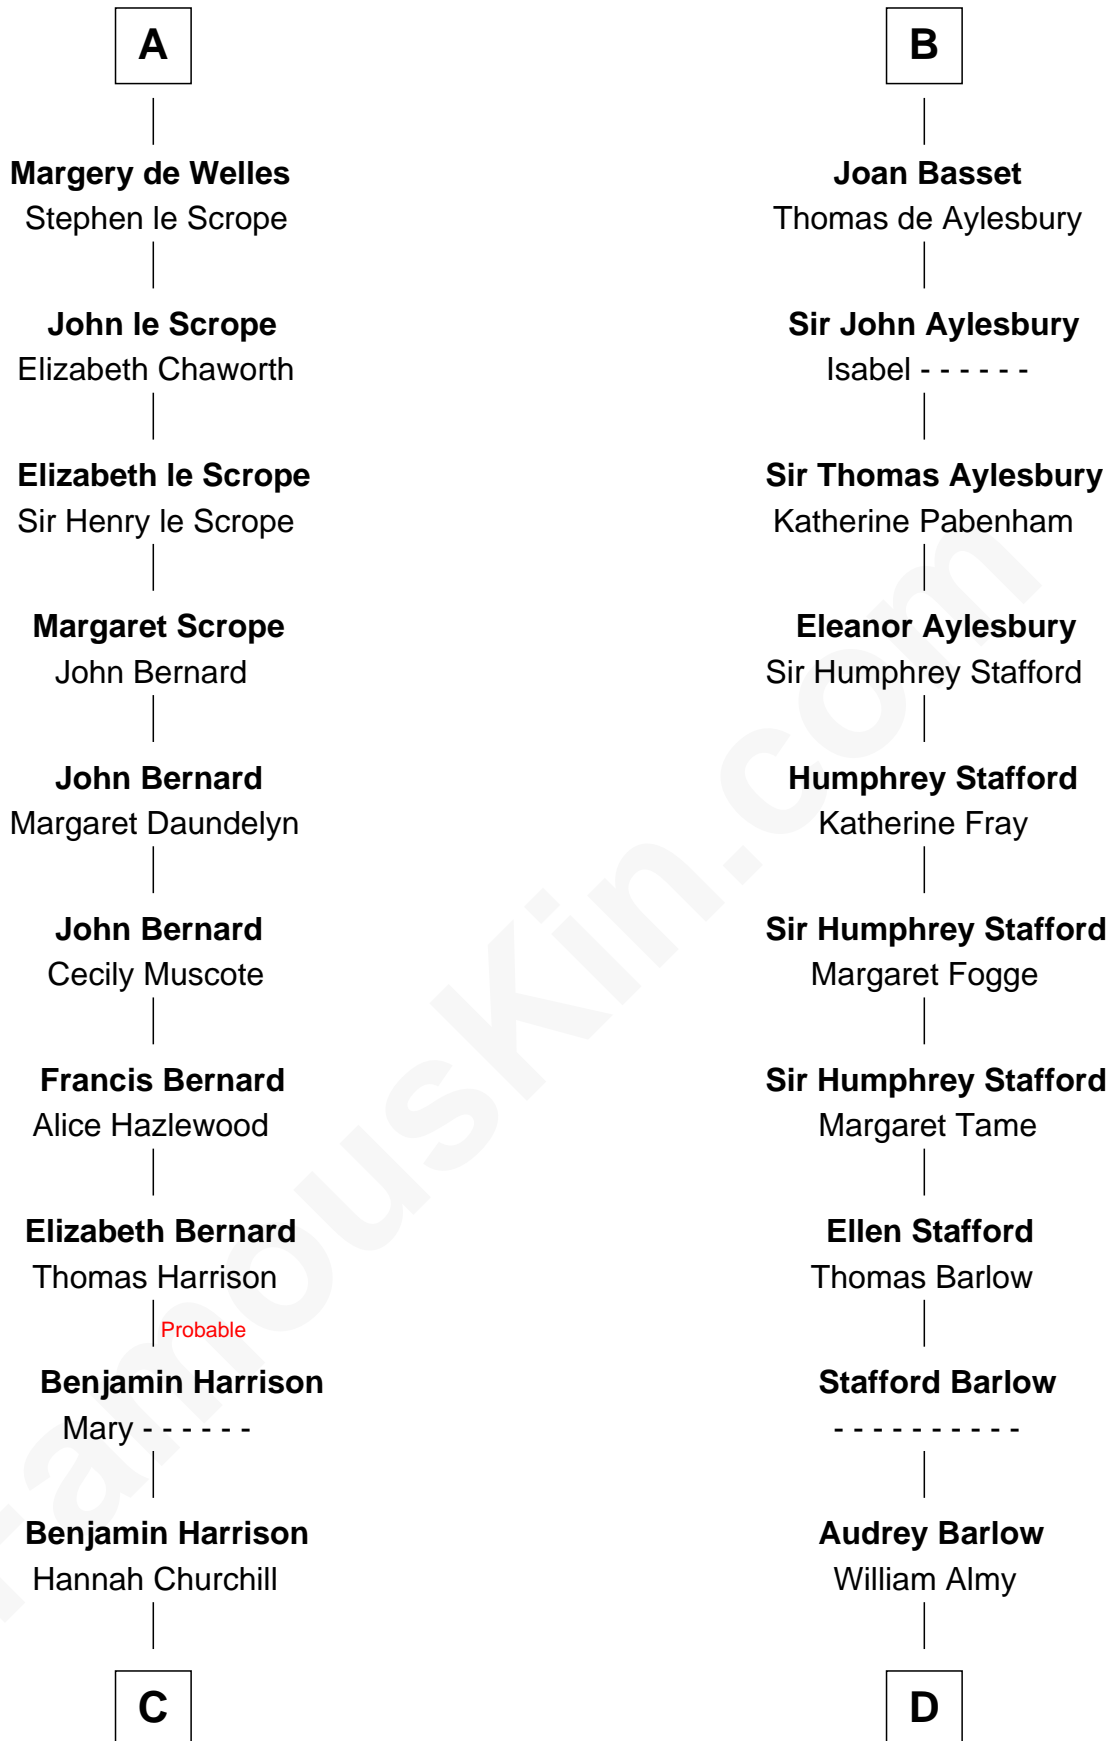 A
Margery de Welles
Stephen le Scrope
John le Scrope
Elizabeth Chaworth
Elizabeth le Scrope
Sir Henry le Scrope
Margaret Scrope
John Bernard
John Bernard
Margaret Daundelyn
John Bernard
Cecily Muscote
Francis Bernard
Alice Hazlewood
Elizabeth Bernard
Thomas Harrison
Probable
Benjamin Harrison
Mary - - - - - -
Benjamin Harrison
Hannah Churchill
C
B
Joan Basset
Thomas de Aylesbury
Sir John Aylesbury
Isabel - - - - - -
Sir Thomas Aylesbury
Katherine Pabenham
Eleanor Aylesbury
Sir Humphrey Stafford
Humphrey Stafford
Katherine Fray
Sir Humphrey Stafford
Margaret Fogge
Sir Humphrey Stafford
Margaret Tame
Ellen Stafford
Thomas Barlow
Stafford Barlow
- - - - - - - - - -
Audrey Barlow
William Almy
D
FamousKin.com